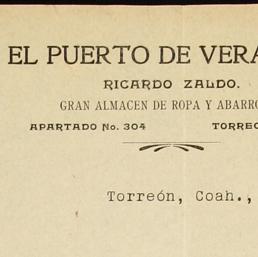 EL PUERTO DE VERA
RICARDO ZALDO.
GRAN ALMACEN DE ROPA Y ABARRO
APARTADO No. 304 TORREO
Torreón, Coah.,